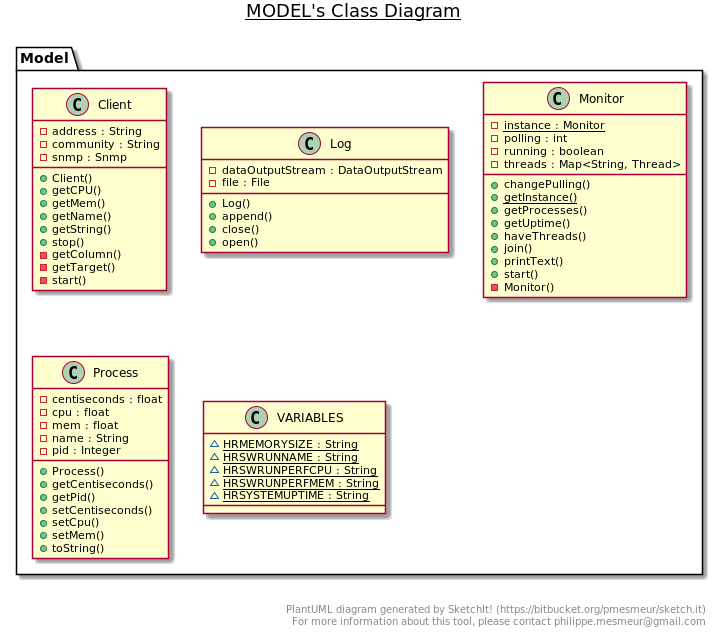 MODEL's Class Diagram
Model
C Client
address : String
community : String
snmp : Snmp
Client()
getCPU()
getMem()
getName()
getString()
stop()
getColumn()
getTarget()
start()
C Log
dataOutputStream : DataOutputStream
file : File
Log()
append()
close()
open()
C Monitor
instance : Monitor
polling : int
running : boolean
threads : Map<String, Thread>
changePulling()
getInstance()
getProcesses()
getUptime()
haveThreads()
join()
printText()
start()
Monitor()
C Process
centiseconds : float
cpu : float
mem : float
name : String
pid : Integer
Process()
getCentiseconds()
getPid()
setCentiseconds()
setCpu()
setMem()
toString()
C VARIABLES
HRMEMORYSIZE : String
HRSWRUNNAME : String
HRSWRUNPERFCPU : String
HRSWRUNPERFMEM : String
HRSYSTEMUPTIME : String
PlantUML diagram generated by SketchIt! (https://bitbucket.org/pmesmeur/sketch.it)
For more information about this tool, please contact philippe.mesmeur@gmail.com